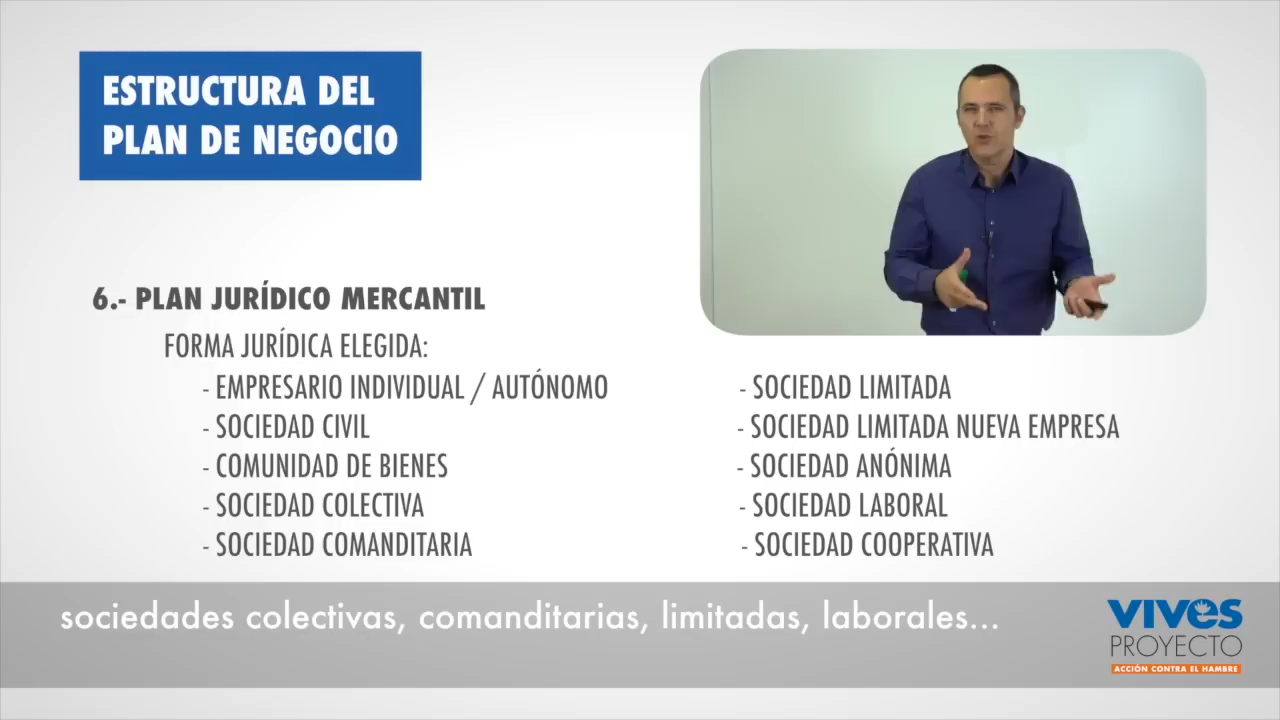 ESTRUCTURA DEL
PLAN DE NEGOCIO
6.- PLAN JURÍDICO MERCANTIL
FORMA JURÍDICA ELEGIDA:
- EMPRESARIO INDIVIDUAL / AUTÓNOMO
- SOCIEDAD CIVIL
- COMUNIDAD DE BIENES
- SOCIEDAD COLECTIVA
- SOCIEDAD COMANDITARIA
- SOCIEDAD LIMITADA
- SOCIEDAD LIMITADA NUEVA EMPRESA
- SOCIEDAD ANÓNIMA
- SOCIEDAD LABORAL
- SOCIEDAD COOPERATIVA
sociedades colectivas, comanditarias, limitadas, laborales...
VIVES
PROYECTO
ACCIÓN CONTRA EL HAMBRE